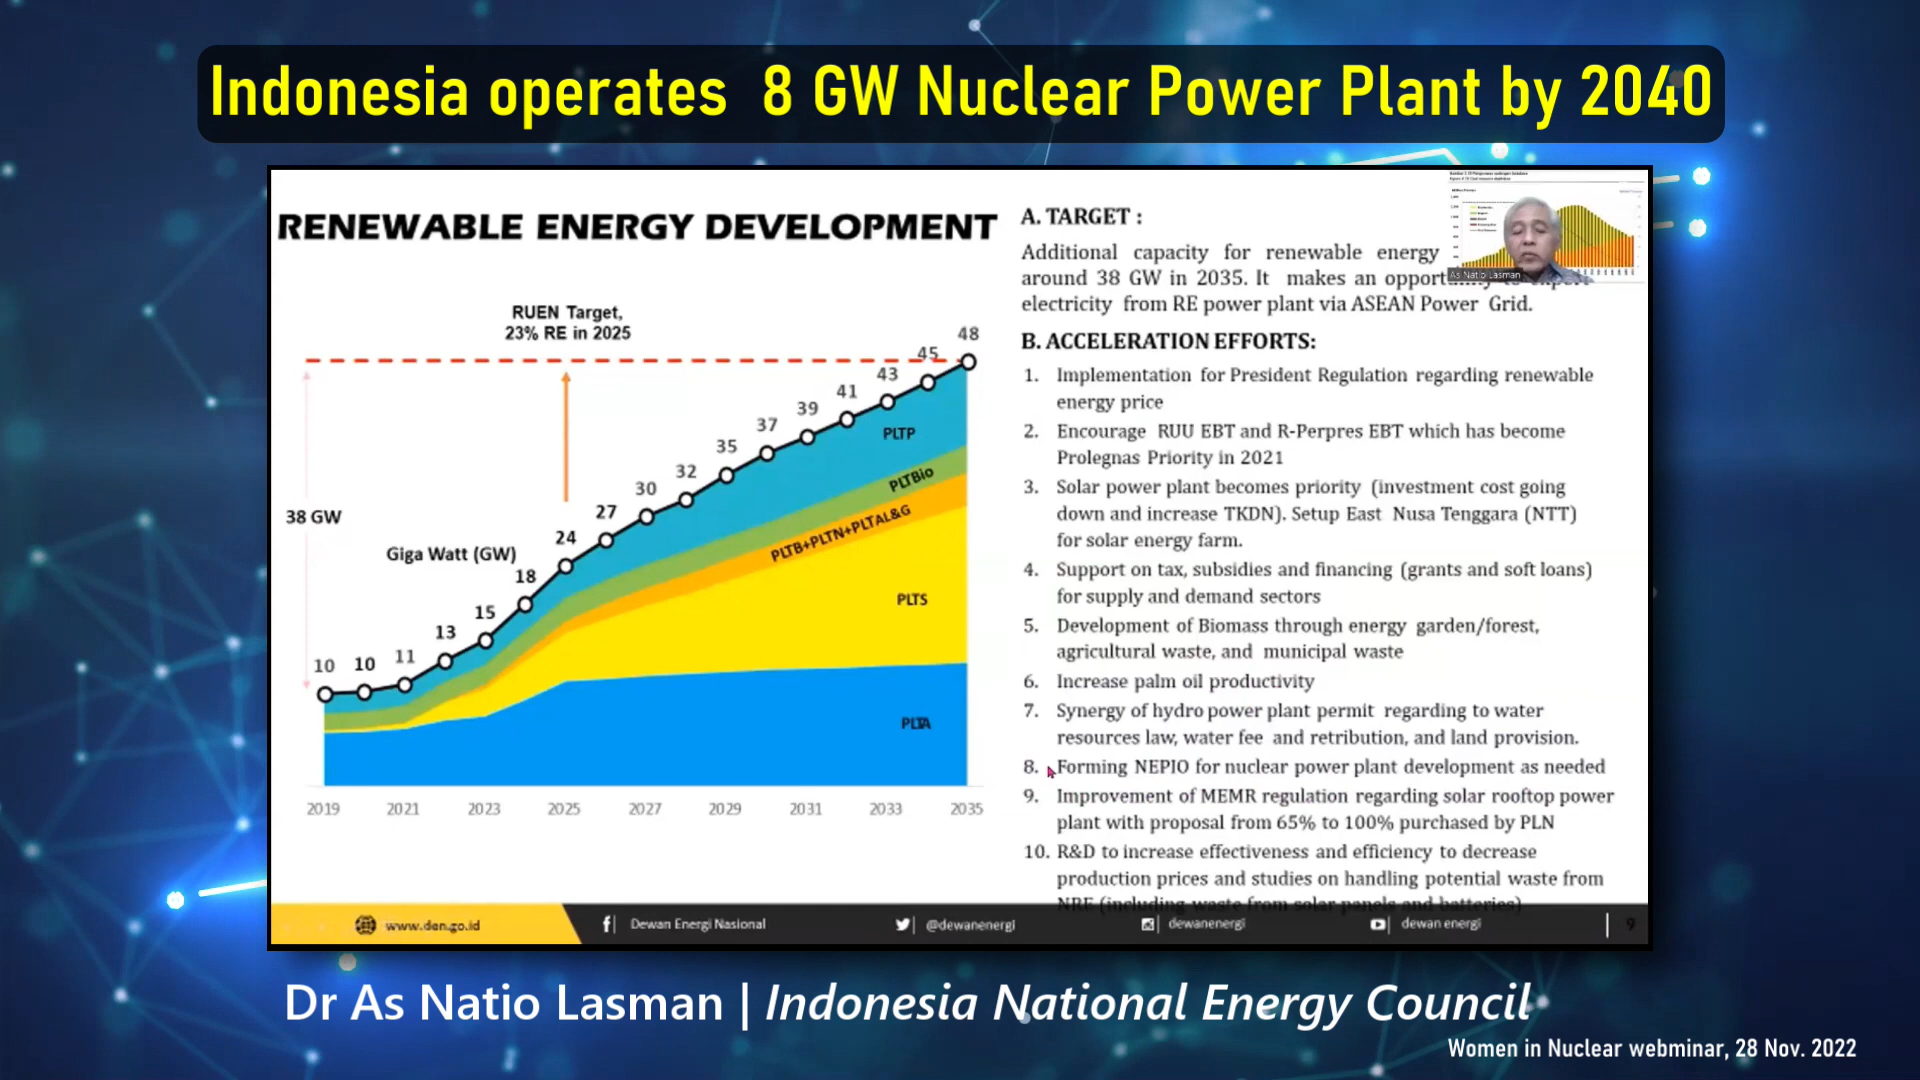 Indonesia operates 8 GW Nuclear Power Plant by 2040
RENEWABLE ENERGY DEVELOPMENT
RUEN Target,
23% RE in 2025
38 GW
Giga Watt (GW)
10 10 11 13 15 18 24 27 30 32 35 37 39 41 43 45 48
PLTP
PLTBio
PLTB+PLTN+PLTAL&G
PLTS
PLTA
2019 2021 2023 2025 2027 2029 2031 2033 2035
A. TARGET :
Additional capacity for renewable energy
around 38 GW in 2035. It makes an
electricity from RE power plant via ASEAN Power Grid.
B. ACCELERATION EFFORTS:
1. Implementation for President Regulation regarding renewable
energy price
2. Encourage RUU EBT and R-Perpres EBT which has become
Prolegnas Priority in 2021
3. Solar power plant becomes priority (investment cost going
down and increase TKDN). Setup East Nusa Tenggara (NTT)
for solar energy farm.
4. Support on tax, subsidies and financing (grants and soft loans)
for supply and demand sectors
5. Development of Biomass through energy garden/forest,
agricultural waste, and municipal waste
6. Increase palm oil productivity
7. Synergy of hydro power plant permit regarding to water
resources law, water fee and retribution, and land provision.
8. Forming NEPIO for nuclear power plant development as needed
9. Improvement of MEMR regulation regarding solar rooftop power
plant with proposal from 65% to 100% purchased by PLN
10. R&D to increase effectiveness and efficiency to decrease
production prices and studies on handling potential waste from
NRE (including waste from solar panels and batteries)
As Natio Lasman
www.den.go.id
Dewan Energi Nasional
@dewanenergi
dewanenergi
dewan energi
9
Dr As Natio Lasman | Indonesia National Energy Council
Women in Nuclear webminar, 28 Nov. 2022